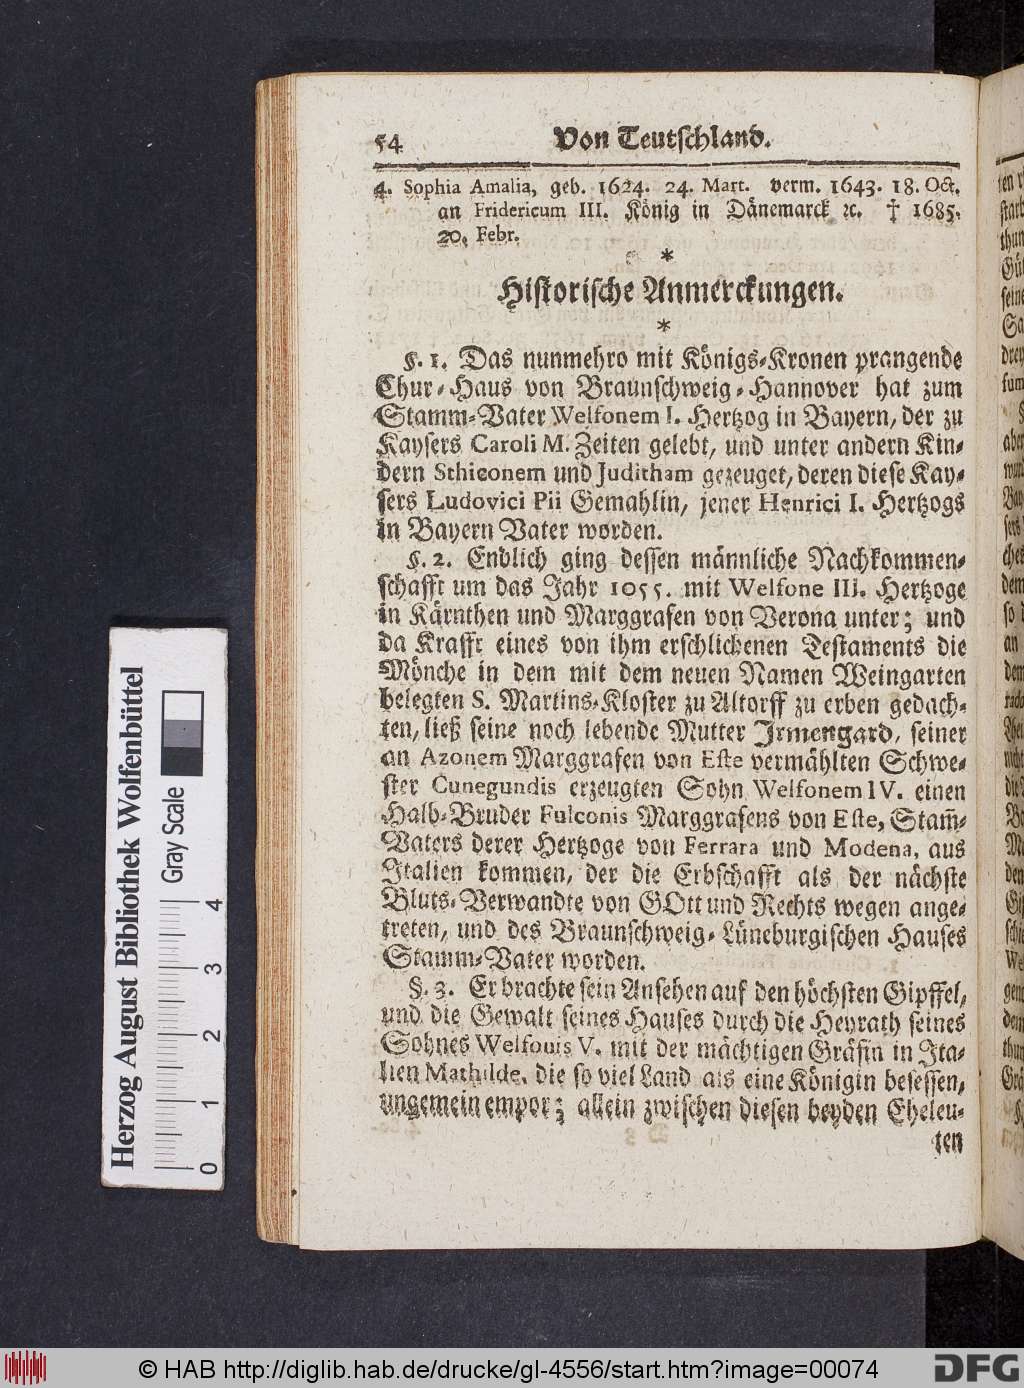 54 Von Teutschland.
4. Sophia Amalia, geb. 1624. 24. Mart. verm. 1643. 18. Oct.
an Fridericum III. König in Dänemarck ꝛc. † 1685.
20. Febr.
*
Historische Anmerckungen.
*
§. 1. Das nunmehro mit Königs-Kronen prangende
Chur-Haus von Braunschweig-Hannover hat zum
Stamm-Vater Welfonem I. Hertzog in Bayern, der zu
Kaysers Caroli M. Zeiten gelebt, und unter andern Kin-
dern Sthiconem und Juditham gezeuget, deren diese Kay-
sers Ludovici Pii Gemahlin, jener Henrici I. Hertzogs
in Bayern Vater worden.
§. 2. Endlich ging dessen männliche Nachkommen-
schafft um das Jahr 1055. mit Welfone III. Hertzoge
in Kärnthen und Marggrafen von Verona unter; und
da Krafft eines von ihm erschlichenen Testaments die
Mönche in dem mit dem neuen Namen Weingarten
belegten S. Martins-Kloster zu Altorff zu erben gedach-
ten, ließ seine noch lebende Mutter Irmengard, seiner
an Azonem Marggrafen von Este vermählten Schwe-
ster Cunegundis erzeugten Sohn Welfonem IV. einen
Halb-Bruder Fulconis Marggrafens von Este, Stam̃-
Vaters derer Hertzoge von Ferrara und Modena, aus
Italien kommen, der die Erbschafft als der nächste
Bluts-Verwandte von GOtt und Rechts wegen ange-
treten, und des Braunschweig-Lüneburgischen Hauses
Stamm-Vater worden.
§. 3. Er brachte sein Ansehen auf den höchsten Gipffel,
und die Gewalt seines Hauses durch die Heyrath seines
Sohnes Welfonis V. mit der mächtigen Gräfin in Ita-
lien Mathilde, die so viel Land als eine Königin besessen,
ungemein empor; allein zwischen diesen beyden Eheleu-
ten
Herzog August Bibliothek Wolfenbüttel
Gray Scale
0 1 2 3 4
© HAB http://diglib.hab.de/drucke/gl-4556/start.htm?image=00074
DFG